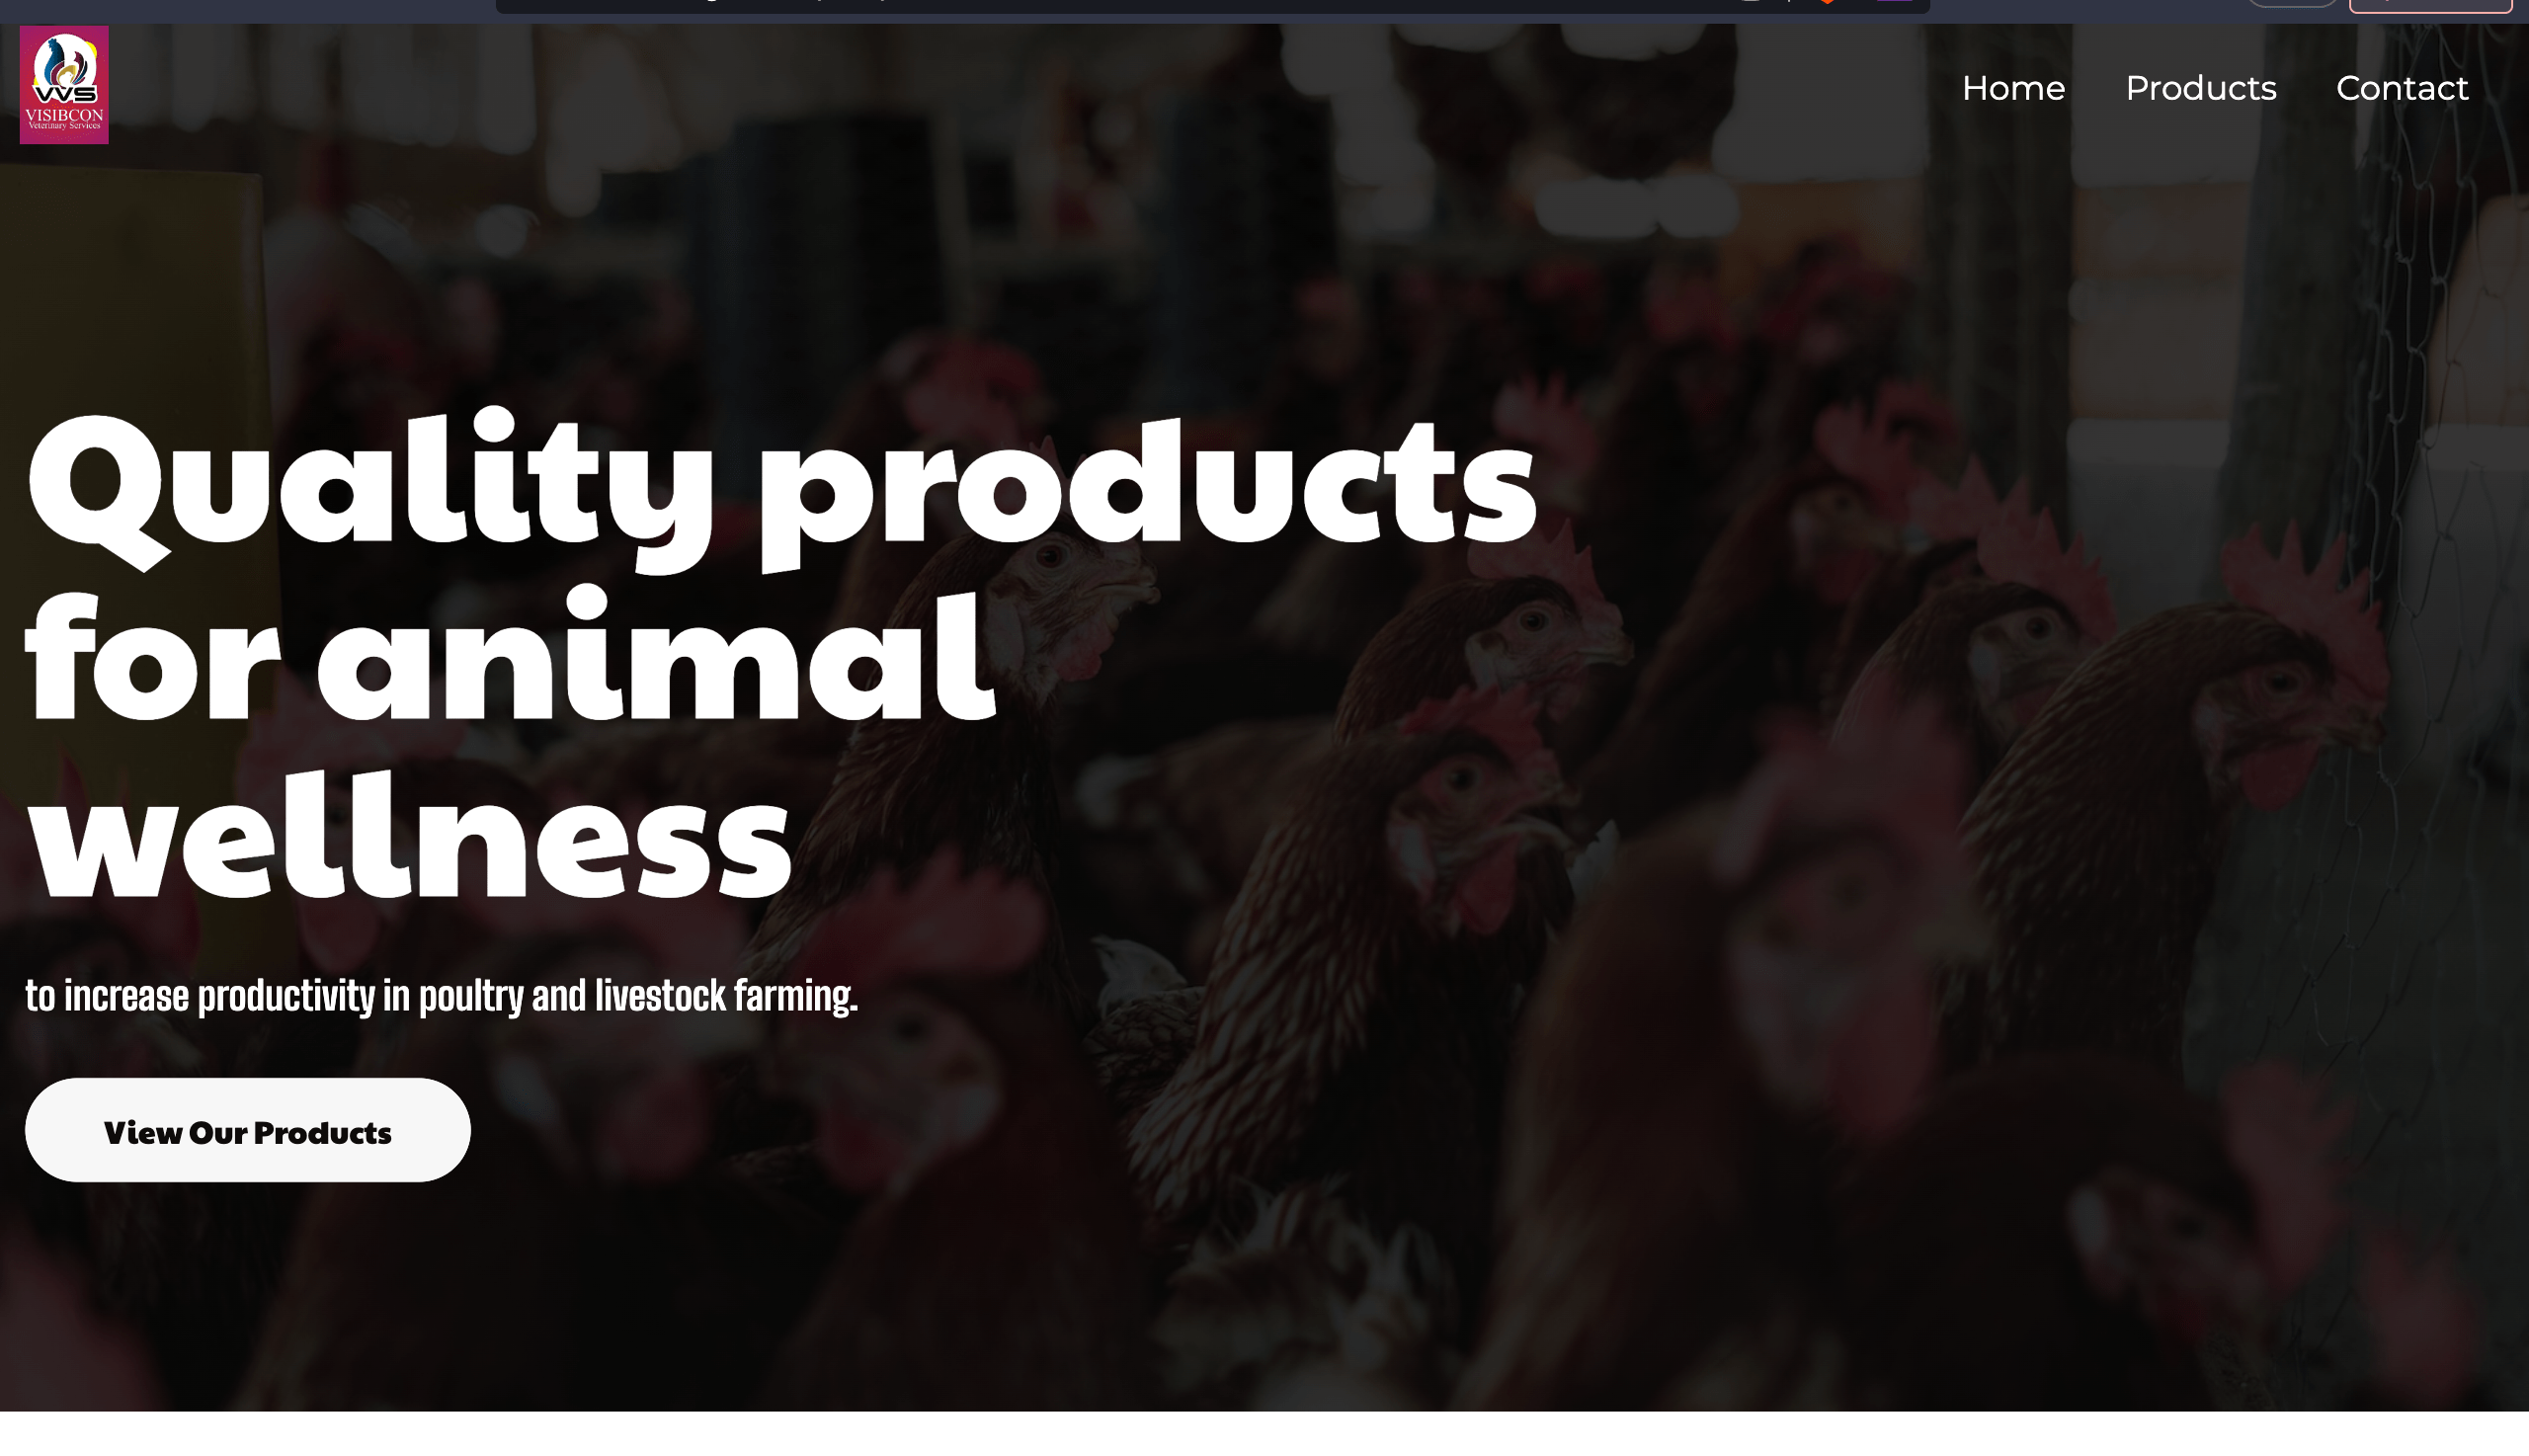 VVS
VISIBCON
Veterinary Services
Home Products Contact
Quality products
for animal
wellness
to increase productivity in poultry and livestock farming.
View Our Products